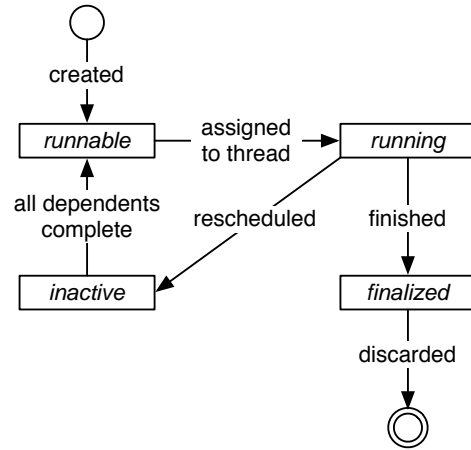 created
runnable
assigned
to thread
running
all dependents
complete
rescheduled
finished
inactive
finalized
discarded